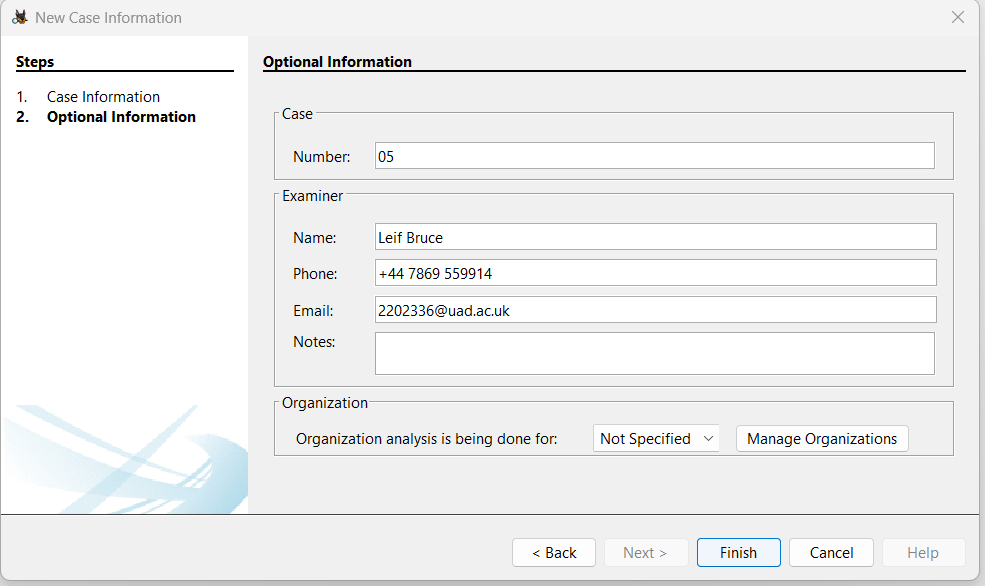 New Case Information
Steps
1. Case Information
2. Optional Information
Optional Information
Case
Number: 05
Examiner
Name: Leif Bruce
Phone: +44 7869 559914
Email: 2202336@uad.ac.uk
Notes:
Organization
Organization analysis is being done for: Not Specified Manage Organizations
< Back Next > Finish Cancel Help